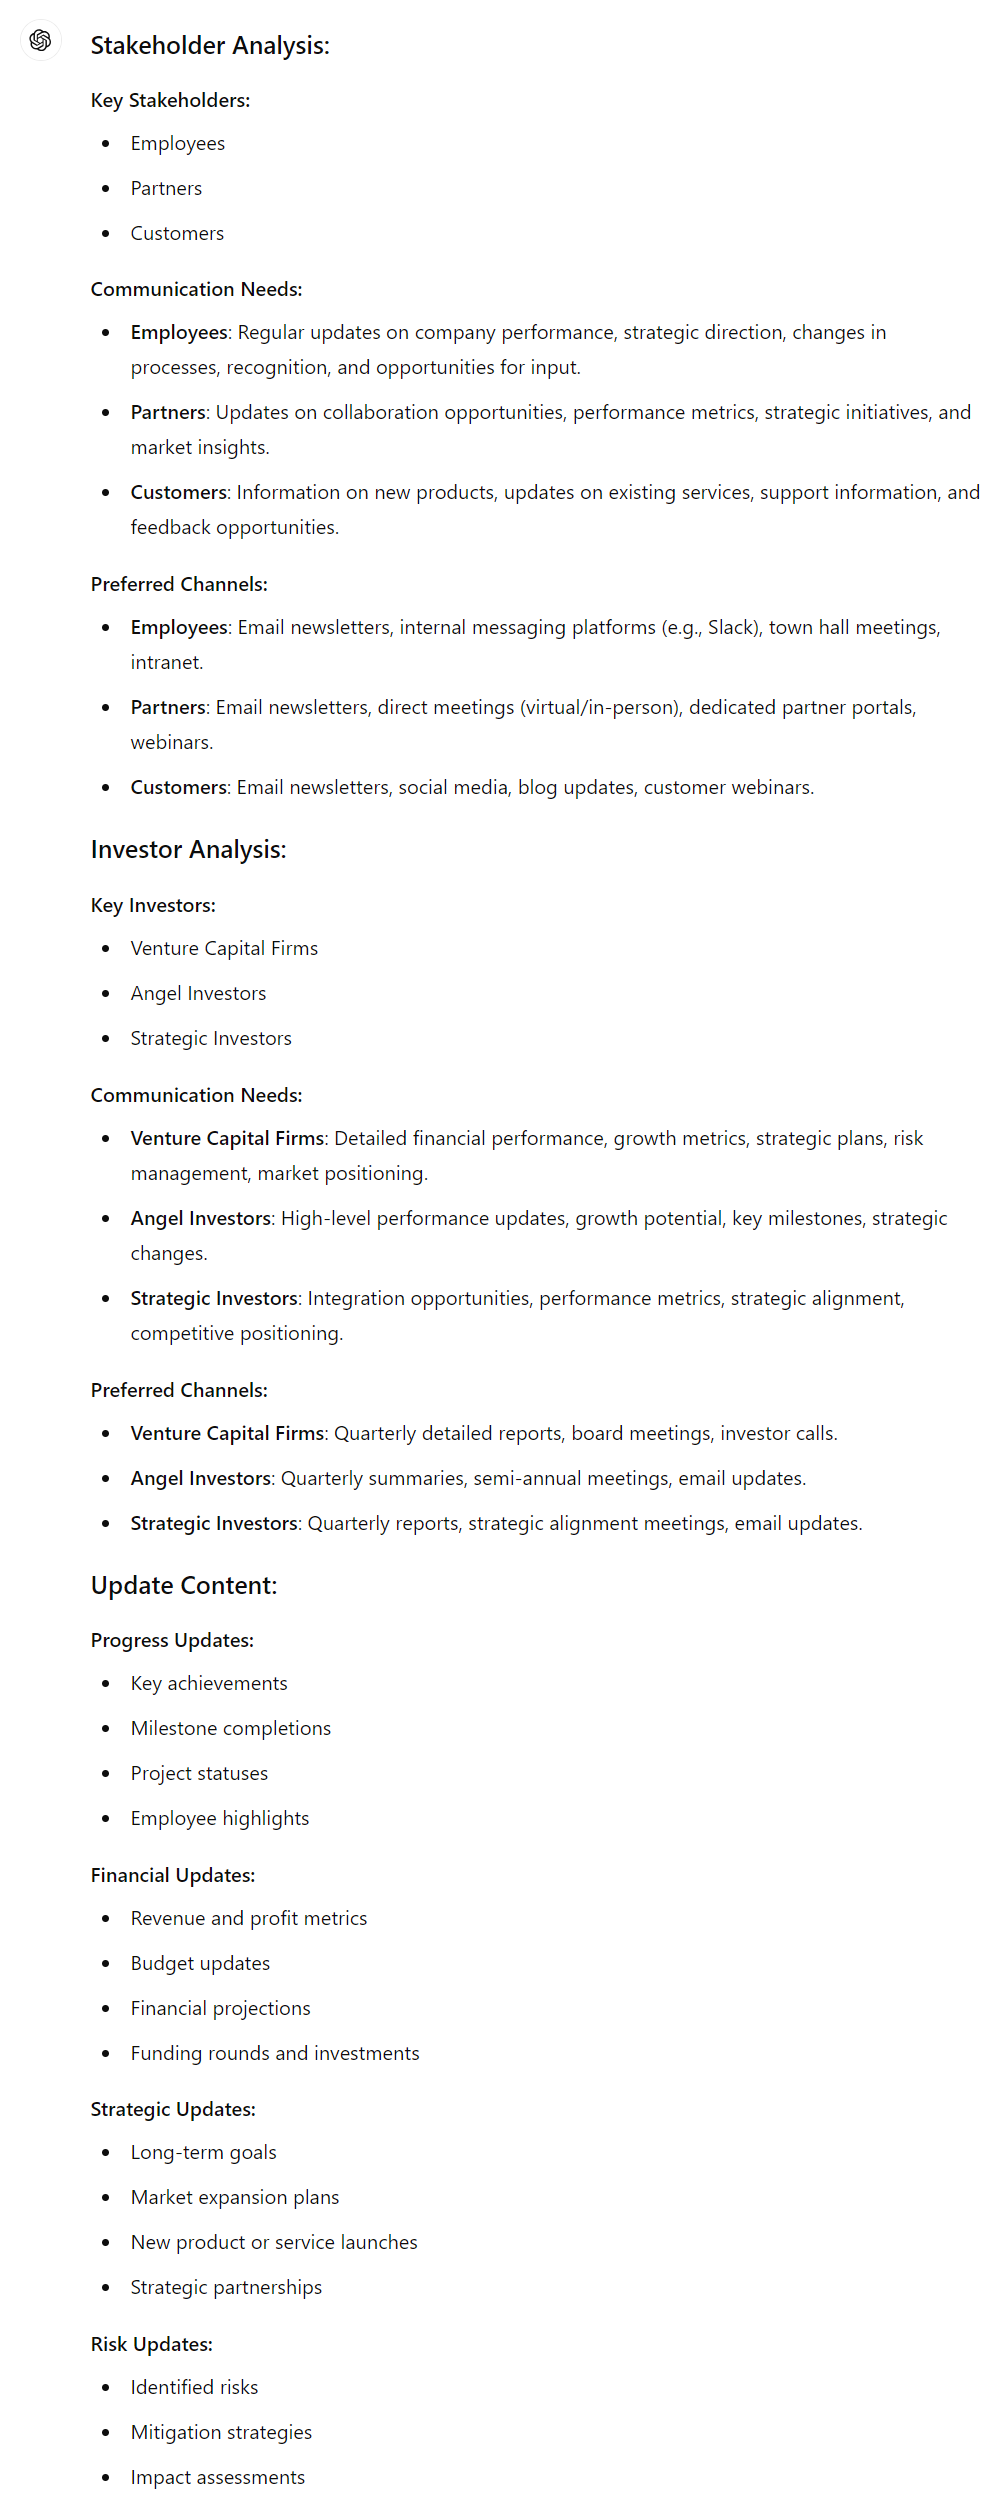 Stakeholder Analysis:
Key Stakeholders:
Employees
Partners
Customers
Communication Needs:
Employees: Regular updates on company performance, strategic direction, changes in
processes, recognition, and opportunities for input.
Partners: Updates on collaboration opportunities, performance metrics, strategic initiatives, and
market insights.
Customers: Information on new products, updates on existing services, support information, and
feedback opportunities.
Preferred Channels:
Employees: Email newsletters, internal messaging platforms (e.g., Slack), town hall meetings,
intranet.
Partners: Email newsletters, direct meetings (virtual/in-person), dedicated partner portals,
webinars.
Customers: Email newsletters, social media, blog updates, customer webinars.
Investor Analysis:
Key Investors:
Venture Capital Firms
Angel Investors
Strategic Investors
Communication Needs:
Venture Capital Firms: Detailed financial performance, growth metrics, strategic plans, risk
management, market positioning.
Angel Investors: High-level performance updates, growth potential, key milestones, strategic
changes.
Strategic Investors: Integration opportunities, performance metrics, strategic alignment,
competitive positioning.
Preferred Channels:
Venture Capital Firms: Quarterly detailed reports, board meetings, investor calls.
Angel Investors: Quarterly summaries, semi-annual meetings, email updates.
Strategic Investors: Quarterly reports, strategic alignment meetings, email updates.
Update Content:
Progress Updates:
Key achievements
Milestone completions
Project statuses
Employee highlights
Financial Updates:
Revenue and profit metrics
Budget updates
Financial projections
Funding rounds and investments
Strategic Updates:
Long-term goals
Market expansion plans
New product or service launches
Strategic partnerships
Risk Updates:
Identified risks
Mitigation strategies
Impact assessments